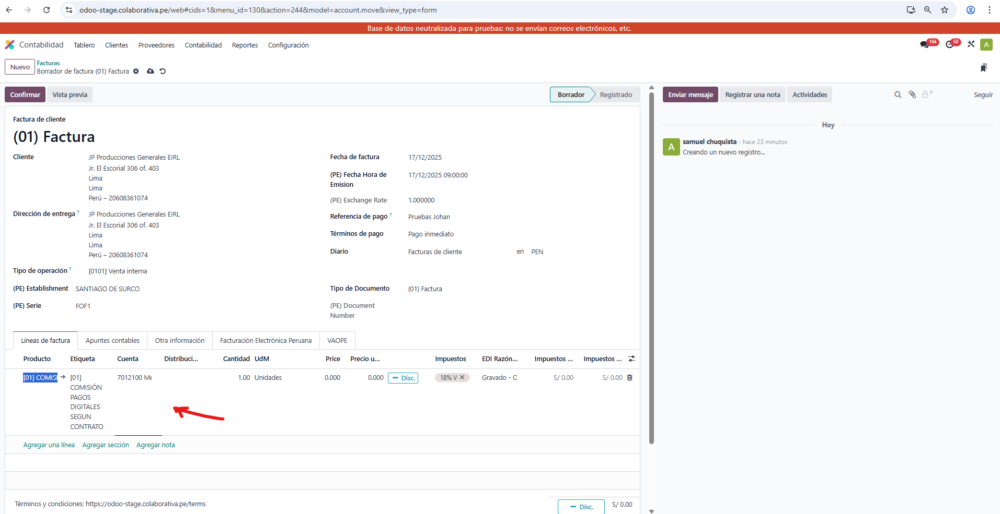 odoo-stage.colaborativa.pe/web#cids=1&menu_id=130&action=244&model=account.move&view_type=form
Base de datos neutralizada para pruebas: no se envían correos electrónicos, etc.
Contabilidad Tablero Clientes Proveedores Contabilidad Reportes Configuración 194 58 A
Nuevo Facturas
Borrador de factura (01) Factura
Confirmar Vista previa Borrador Registrado Enviar mensaje Registrar una nota Actividades 0 Seguir
Factura de cliente
(01) Factura
Hoy
A samuel chuquista - hace 23 minutos
Creando un nuevo registro...
Cliente JP Producciones Generales EIRL
Jr. El Escorial 306 of. 403
Lima
Lima
Perú – 20608361074
Dirección de entrega ? JP Producciones Generales EIRL
Jr. El Escorial 306 of. 403
Lima
Lima
Perú – 20608361074
Tipo de operación ? [0101] Venta interna
(PE) Establishment SANTIAGO DE SURCO
(PE) Serie FOF1
Fecha de factura 17/12/2025
(PE) Fecha Hora de Emision 17/12/2025 09:00:00
(PE) Exchange Rate 1.000000
Referencia de pago ? Pruebas Johan
Términos de pago Pago inmediato
Diario Facturas de cliente en PEN
Tipo de Documento (01) Factura
(PE) Document
Number
Líneas de factura Apuntes contables Otra información Facturación Electrónica Peruana VAOPE
Producto Etiqueta Cuenta Distribuci... Cantidad UdM Price Precio u... Impuestos EDI Razón... Impuestos ... Impuestos ...
[01] COMISI [01] 7012100 Me 1.00 Unidades 0.000 0.000 Disc. 18% V Gravado - O S/ 0.00 S/ 0.00
COMISIÓN
PAGOS
DIGITALES
SEGUN
CONTRATO
Agregar una línea Agregar sección Agregar nota
Términos y condiciones: https://odoo-stage.colaborativa.pe/terms Disc. S/ 0.00